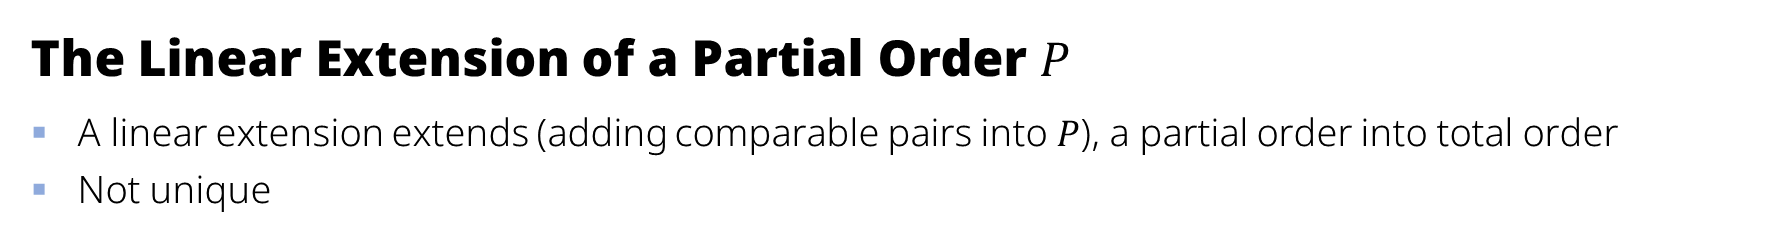 The Linear Extension of a Partial Order P
▪ A linear extension extends (adding comparable pairs into P), a partial order into total order
▪ Not unique